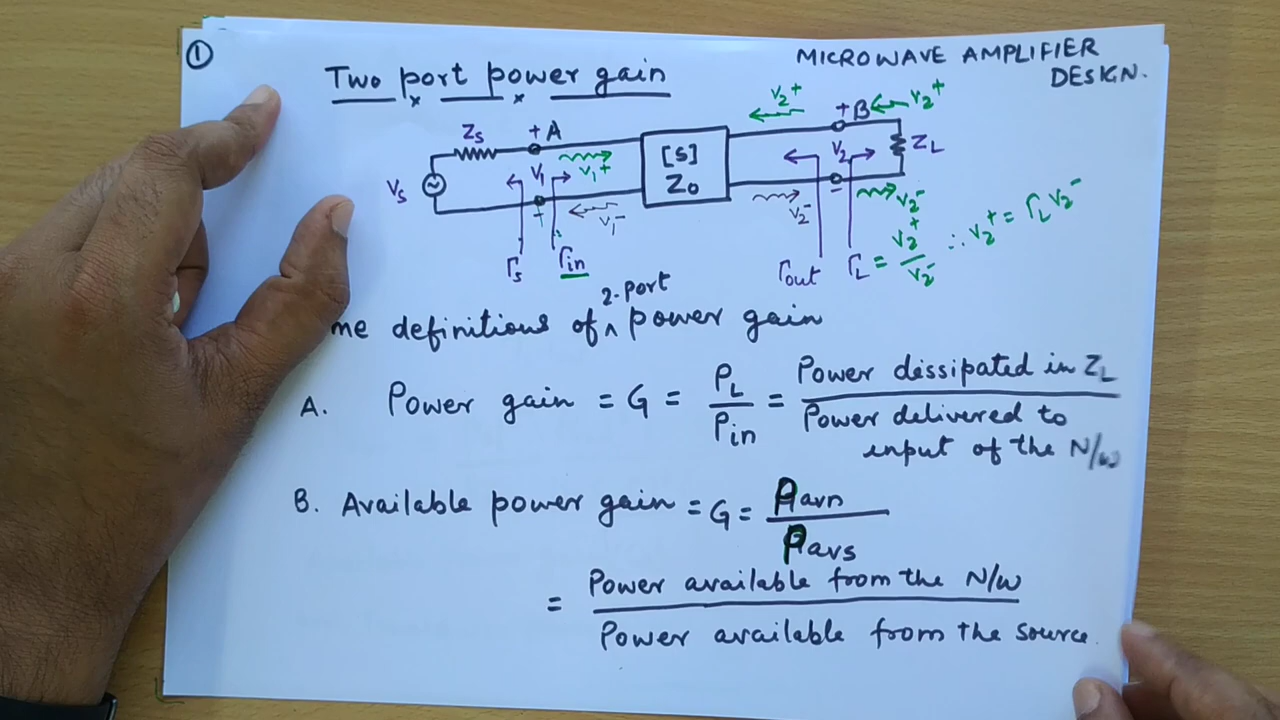 ①
MICROWAVE AMPLIFIER
DESIGN.
Two port power gain
Zs + A
V₂⁺
+ B V₂⁺
Vs
V₁ V₁⁺
[S]
Z₀
V₂
ZL
V₁⁻
V₂⁻
V₂⁻
Γs Γin
Γout ΓL = V₂⁺/V₂⁻ ∴ V₂⁺ = ΓL V₂⁻
me definitions of ^ 2-port power gain
A. Power gain = G = PL/Pin = Power dissipated in ZL
Power delivered to
input of the N/W
B. Available power gain = G = Pavn/Pavs
= Power available from the N/W
Power available from the source.